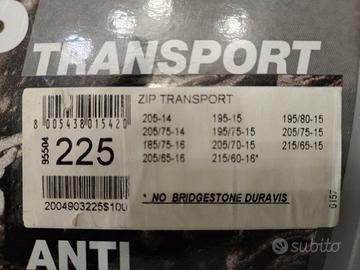 P
TRANSPORT
ZIP TRANSPORT
205-14 195-15 195/80-15
205/75-14 195/75-15 205/75-15
185/75-16 205/70-15 215/65-15
205/65-16 215/60-16*
* NO BRIDGESTONE DURAVIS
8 005438 015420
95504
225
2004903225$10U
0157
ANTI
subito